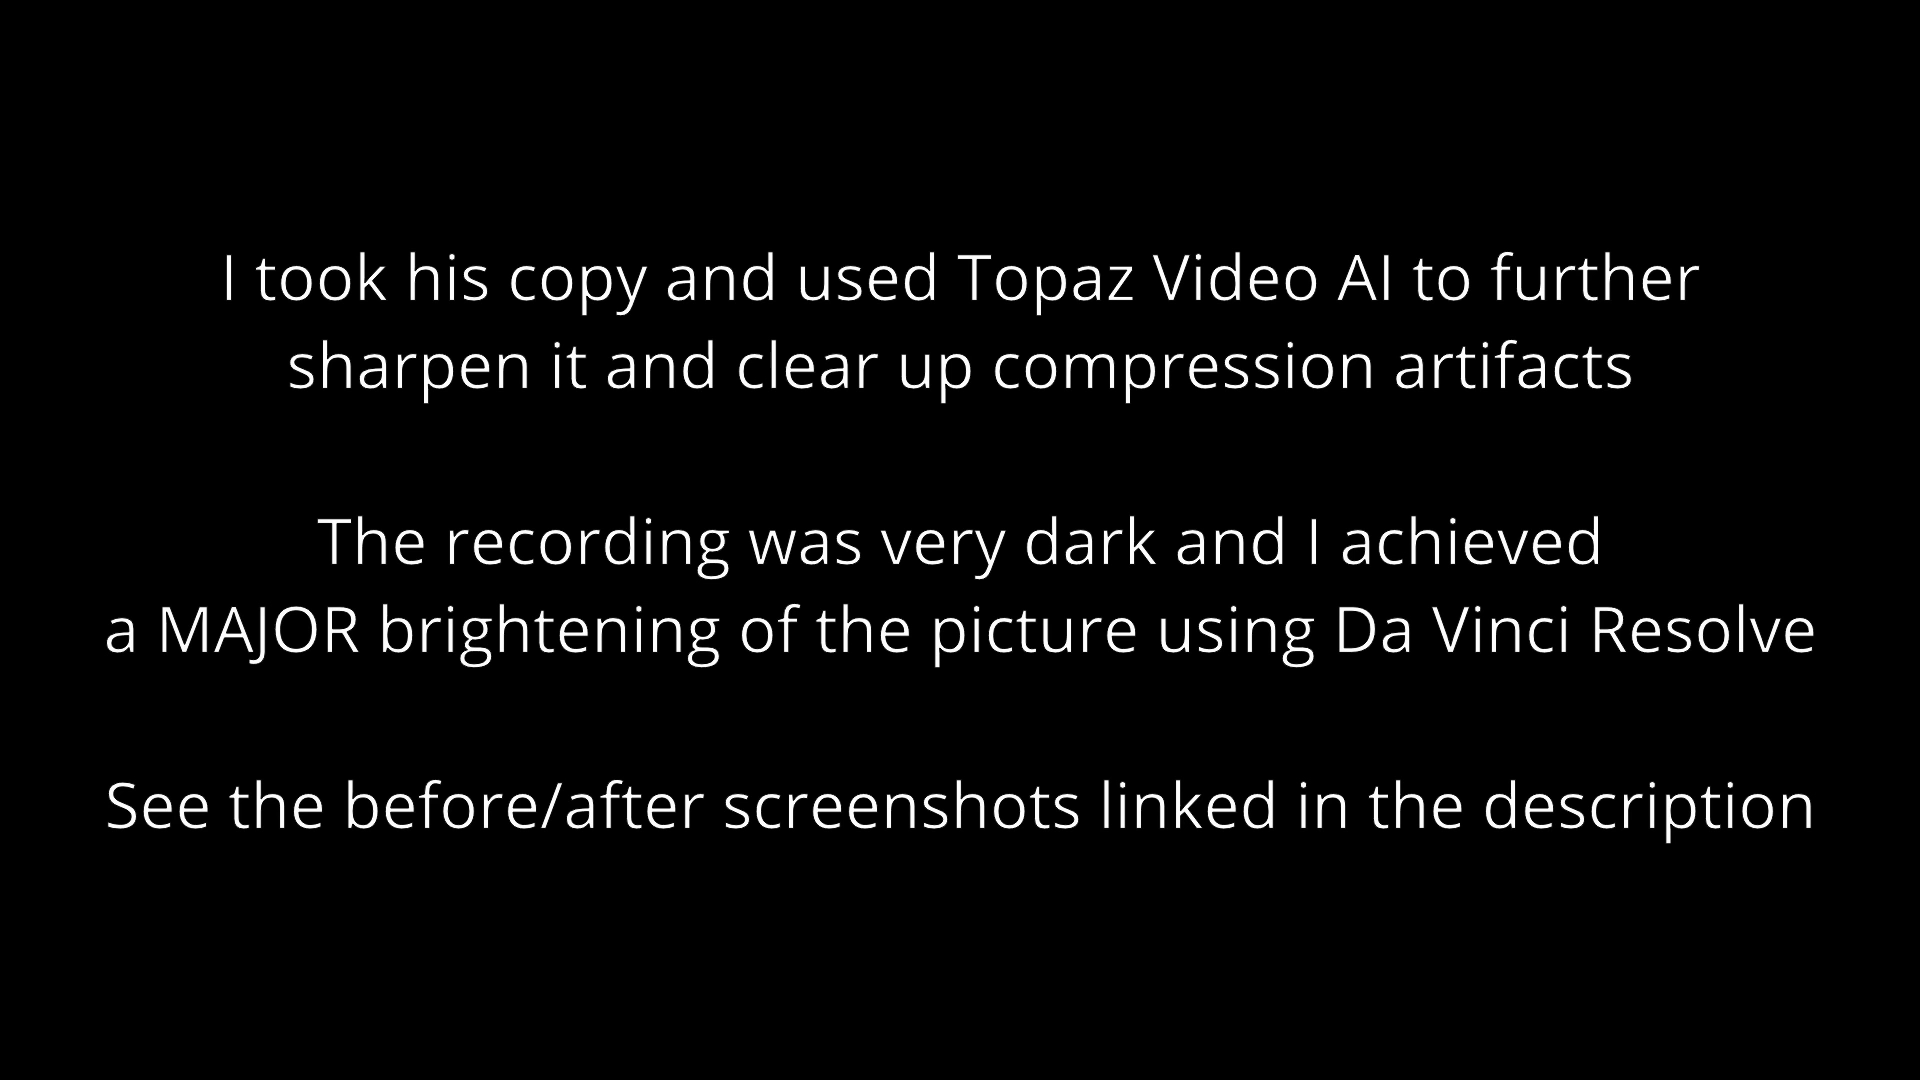 I took his copy and used Topaz Video AI to further
sharpen it and clear up compression artifacts
The recording was very dark and I achieved
a MAJOR brightening of the picture using Da Vinci Resolve
See the before/after screenshots linked in the description